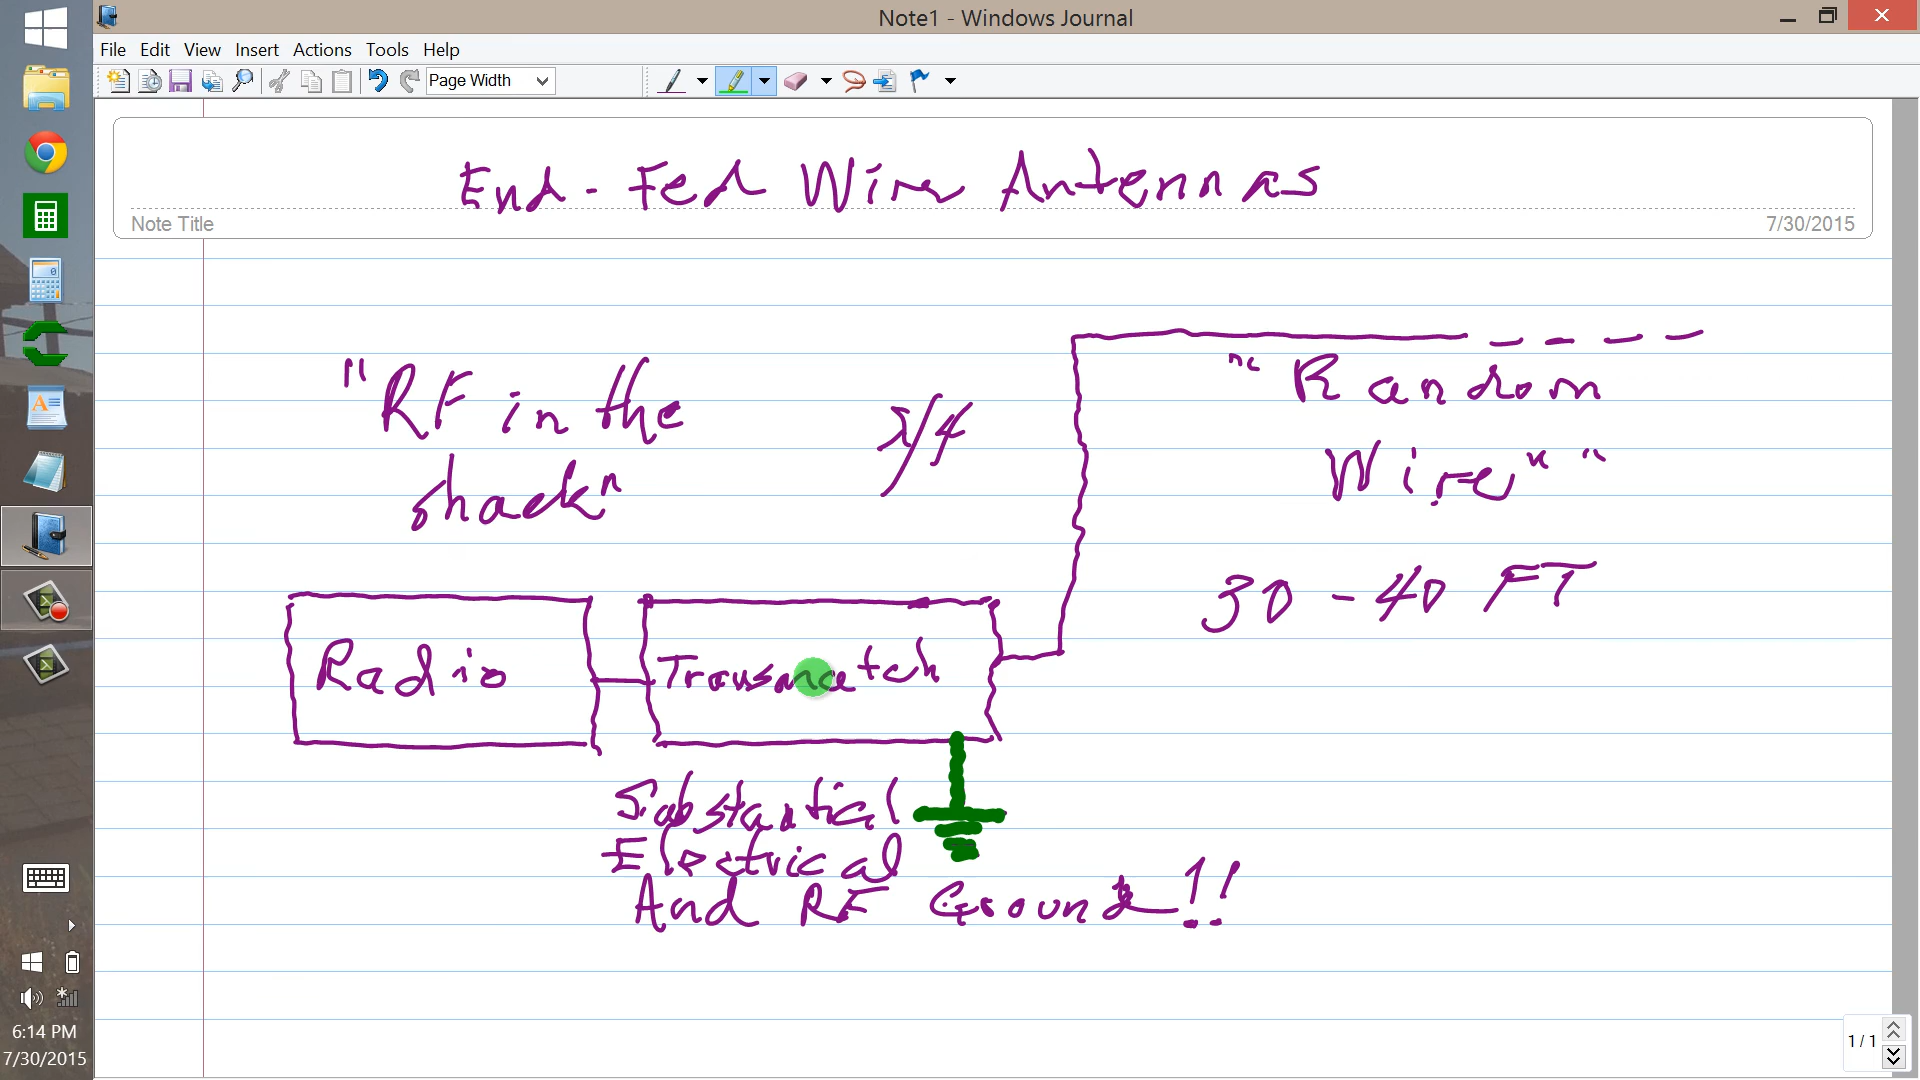 Note1 - Windows Journal
File Edit View Insert Actions Tools Help
Page Width
End-Fed Wire Antennas
Note Title
7/30/2015
"RF in the
shack"
λ/4
"Random
Wire" "
30-40 FT
Radio
Transmatch
Substantial
Electrical
And RF Ground!!
6:14 PM
7/30/2015
1 / 1